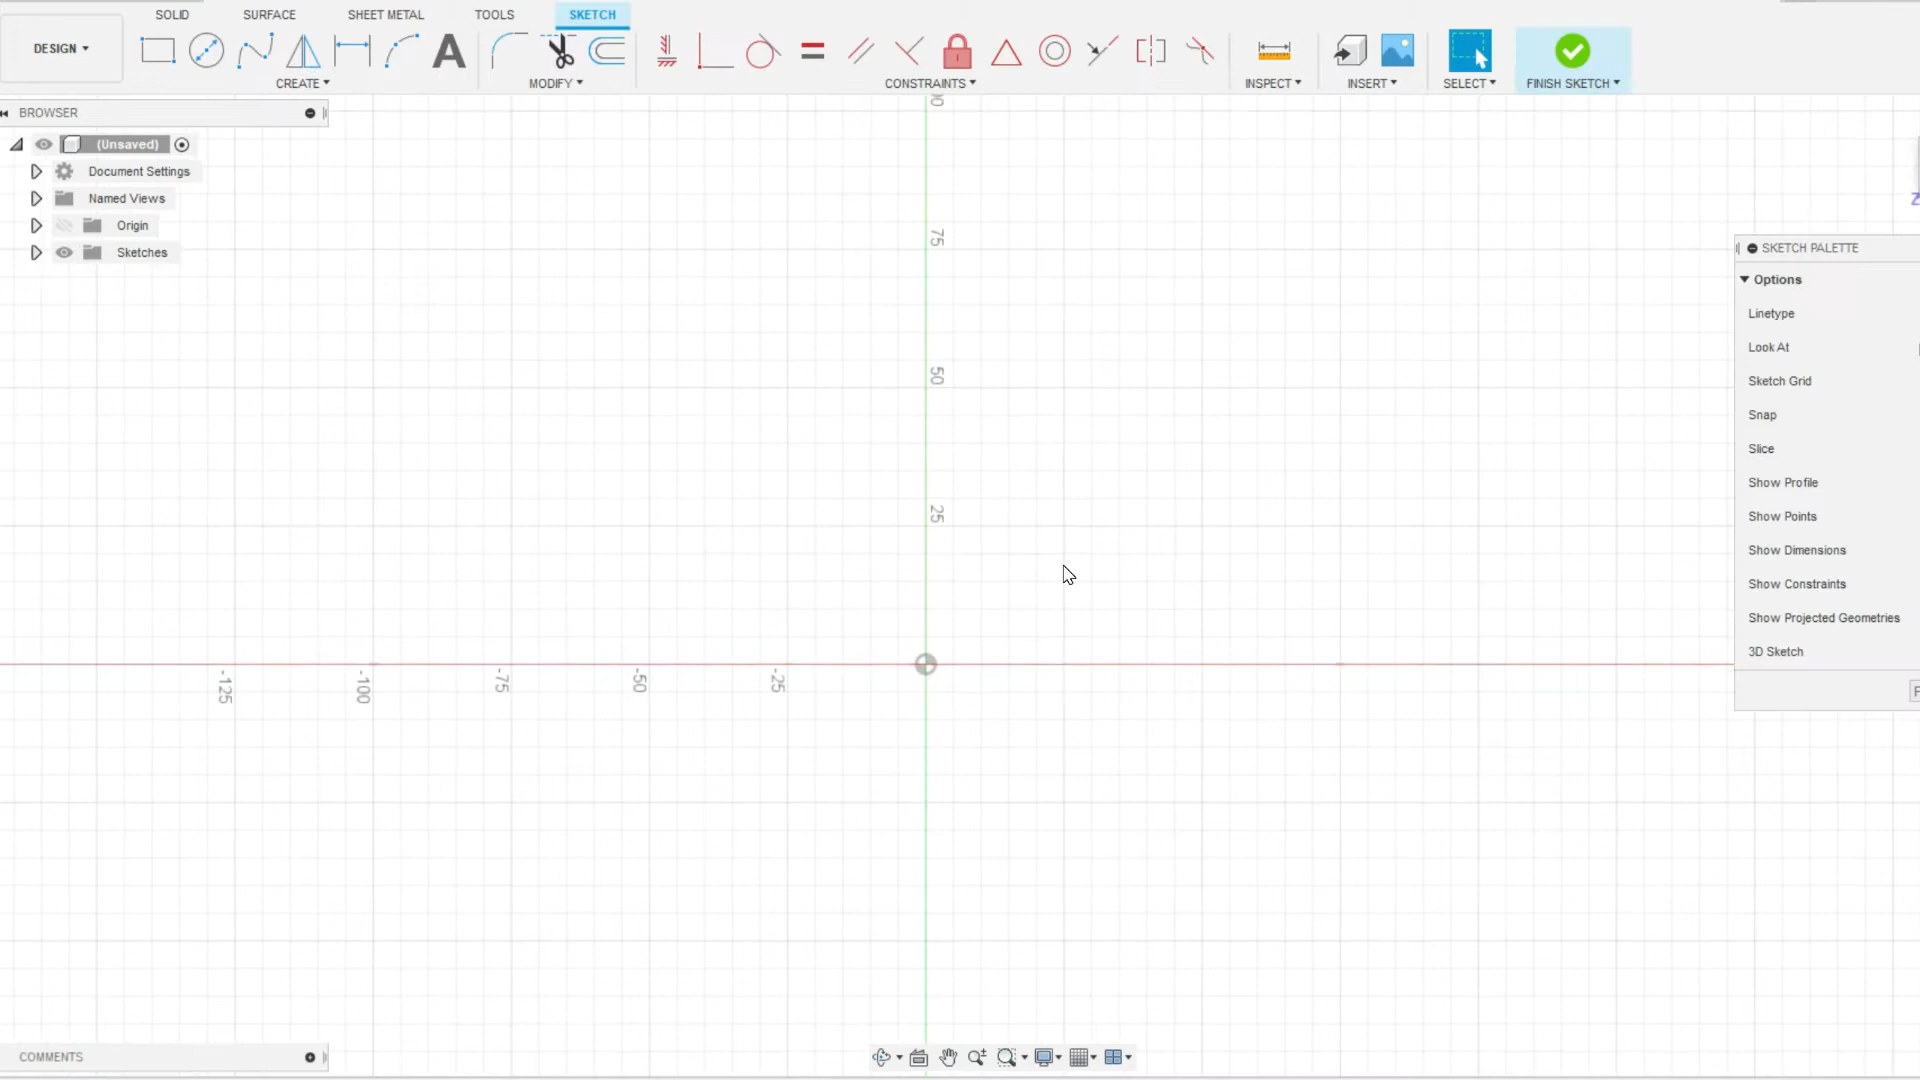 SOLID SURFACE SHEET METAL TOOLS SKETCH
DESIGN
CREATE MODIFY CONSTRAINTS INSPECT INSERT SELECT FINISH SKETCH
BROWSER
(Unsaved)
Document Settings
Named Views
Origin
Sketches
75
50
25
-125
-100
-75
-50
-25
Z
SKETCH PALETTE
Options
Linetype
Look At
Sketch Grid
Snap
Slice
Show Profile
Show Points
Show Dimensions
Show Constraints
Show Projected Geometries
3D Sketch
COMMENTS